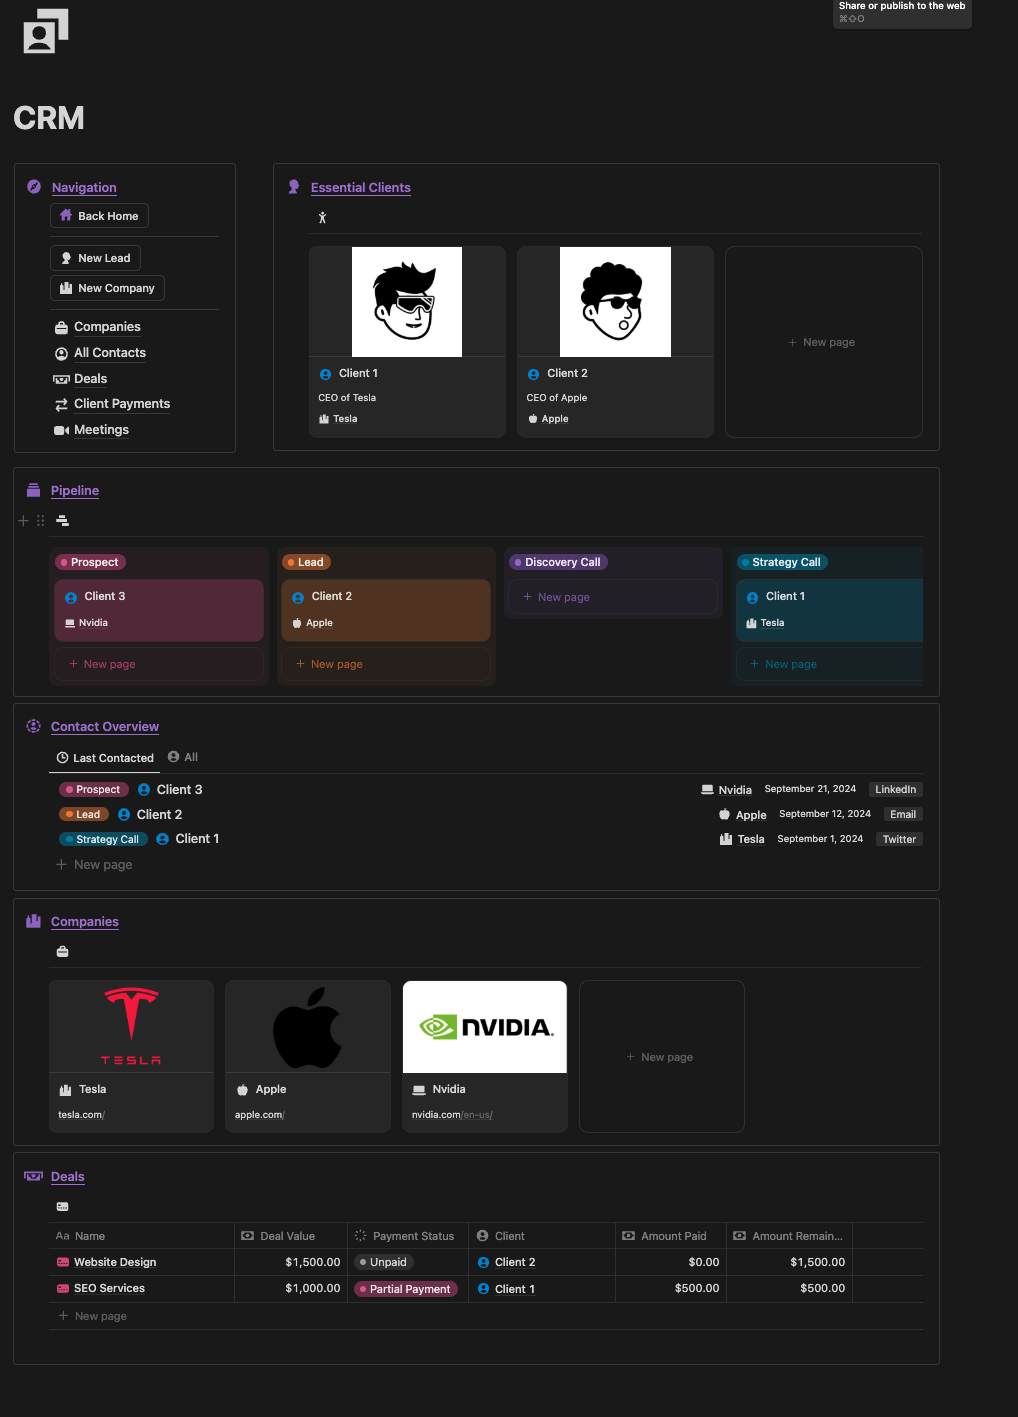 Share or publish to the web
⌘⇧O
CRM
Navigation
Back Home
New Lead
New Company
Companies
All Contacts
Deals
Client Payments
Meetings
Essential Clients
Client 1
CEO of Tesla
Tesla
Client 2
CEO of Apple
Apple
+ New page
Pipeline
Prospect
Client 3
Nvidia
+ New page
Lead
Client 2
Apple
+ New page
Discovery Call
+ New page
Strategy Call
Client 1
Tesla
+ New page
Contact Overview
Last Contacted All
Prospect Client 3 Nvidia September 21, 2024 LinkedIn
Lead Client 2 Apple September 12, 2024 Email
Strategy Call Client 1 Tesla September 1, 2024 Twitter
+ New page
Companies
TESLA
Tesla
tesla.com/
Apple
apple.com/
NVIDIA.
Nvidia
nvidia.com/en-us/
+ New page
Deals
Aa Name Deal Value Payment Status Client Amount Paid Amount Remain...
Website Design $1,500.00 Unpaid Client 2 $0.00 $1,500.00
SEO Services $1,000.00 Partial Payment Client 1 $500.00 $500.00
+ New page